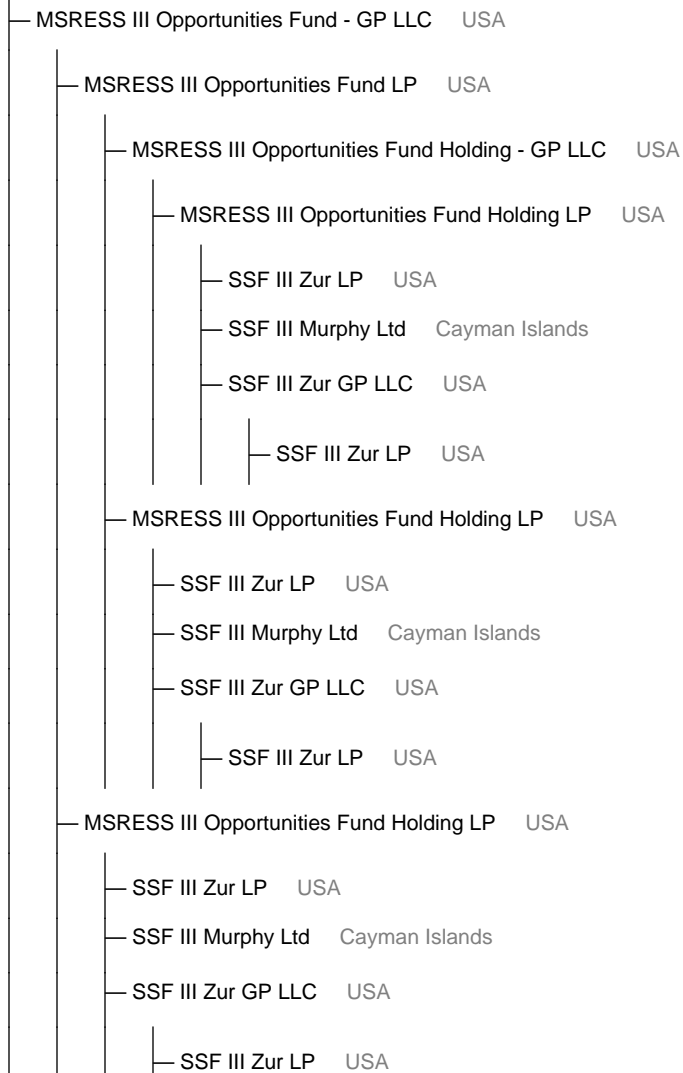 MSRESS III Opportunities Fund - GP LLC USA
MSRESS III Opportunities Fund LP USA
MSRESS III Opportunities Fund Holding - GP LLC USA
MSRESS III Opportunities Fund Holding LP USA
SSF III Zur LP USA
SSF III Murphy Ltd Cayman Islands
SSF III Zur GP LLC USA
SSF III Zur LP USA
MSRESS III Opportunities Fund Holding LP USA
SSF III Zur LP USA
SSF III Murphy Ltd Cayman Islands
SSF III Zur GP LLC USA
SSF III Zur LP USA
MSRESS III Opportunities Fund Holding LP USA
SSF III Zur LP USA
SSF III Murphy Ltd Cayman Islands
SSF III Zur GP LLC USA
SSF III Zur LP USA